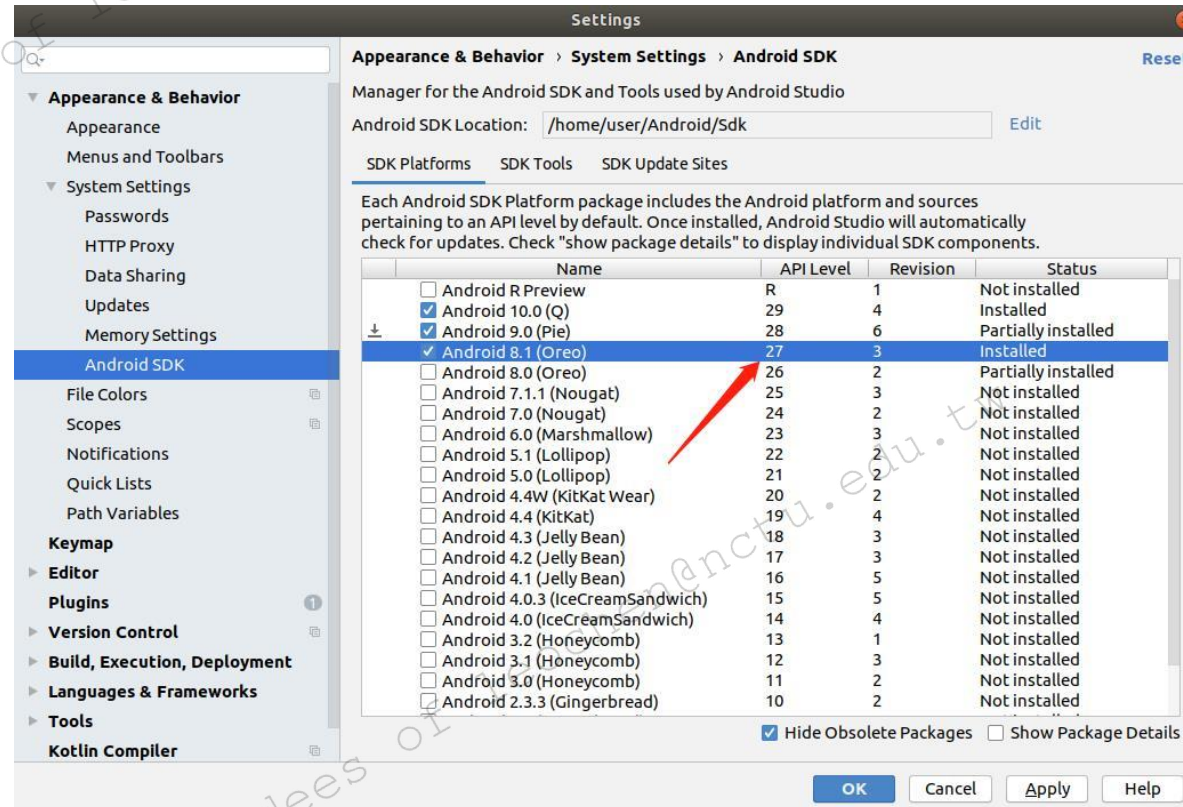 Settings
Appearance & Behavior › System Settings › Android SDK
Rese
Manager for the Android SDK and Tools used by Android Studio
Android SDK Location: /home/user/Android/Sdk Edit
Appearance & Behavior
Appearance
Menus and Toolbars
System Settings
Passwords
HTTP Proxy
Data Sharing
Updates
Memory Settings
Android SDK
File Colors
Scopes
Notifications
Quick Lists
Path Variables
Keymap
Editor
Plugins 1
Version Control
Build, Execution, Deployment
Languages & Frameworks
Tools
Kotlin Compiler
SDK Platforms SDK Tools SDK Update Sites
Each Android SDK Platform package includes the Android platform and sources
pertaining to an API level by default. Once installed, Android Studio will automatically
check for updates. Check "show package details" to display individual SDK components.
Name API Level Revision Status
Android R Preview R 1 Not installed
Android 10.0 (Q) 29 4 Installed
Android 9.0 (Pie) 28 6 Partially installed
Android 8.1 (Oreo) 27 3 Installed
Android 8.0 (Oreo) 26 2 Partially installed
Android 7.1.1 (Nougat) 25 3 Not installed
Android 7.0 (Nougat) 24 2 Not installed
Android 6.0 (Marshmallow) 23 3 Not installed
Android 5.1 (Lollipop) 22 2 Not installed
Android 5.0 (Lollipop) 21 2 Not installed
Android 4.4W (KitKat Wear) 20 2 Not installed
Android 4.4 (KitKat) 19 4 Not installed
Android 4.3 (Jelly Bean) 18 3 Not installed
Android 4.2 (Jelly Bean) 17 3 Not installed
Android 4.1 (Jelly Bean) 16 5 Not installed
Android 4.0.3 (IceCreamSandwich) 15 5 Not installed
Android 4.0 (IceCreamSandwich) 14 4 Not installed
Android 3.2 (Honeycomb) 13 1 Not installed
Android 3.1 (Honeycomb) 12 3 Not installed
Android 3.0 (Honeycomb) 11 2 Not installed
Android 2.3.3 (Gingerbread) 10 2 Not installed
Hide Obsolete Packages Show Package Details
OK Cancel Apply Help